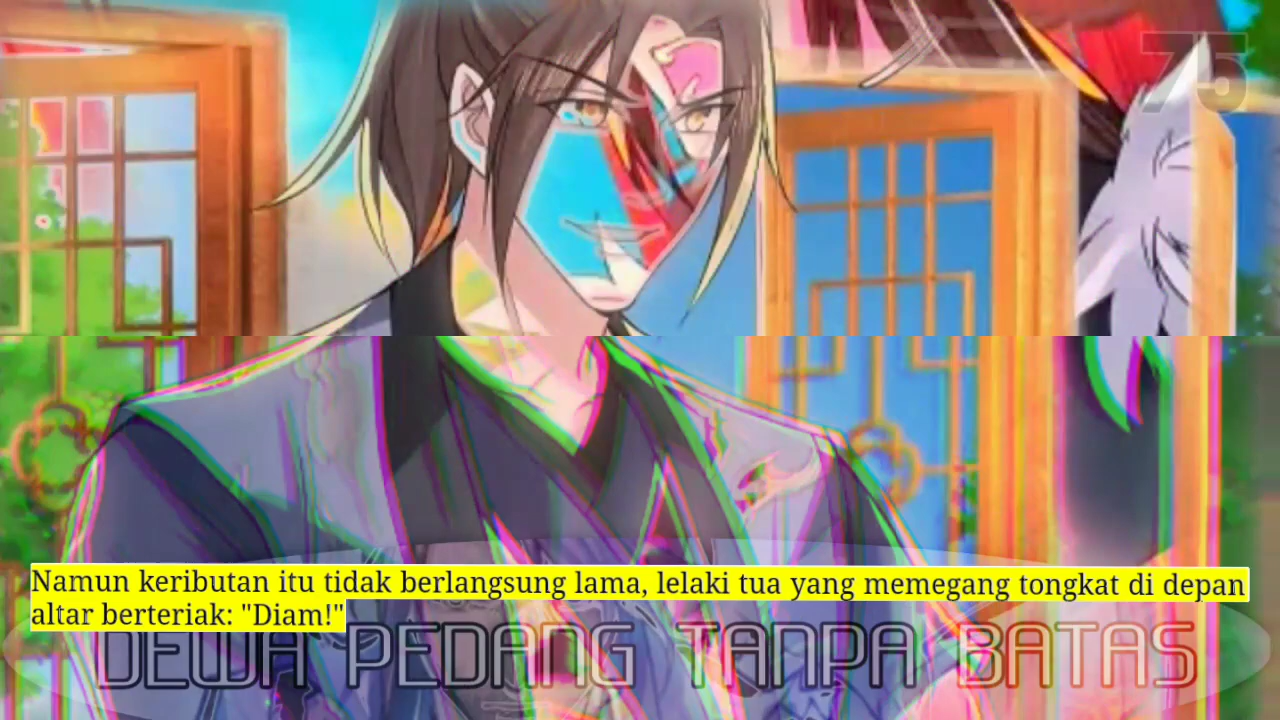 75
Namun keributan itu tidak berlangsung lama, lelaki tua yang memegang tongkat di depan
altar berteriak: "Diam!"
DEWA PEDANG TANPA BATAS